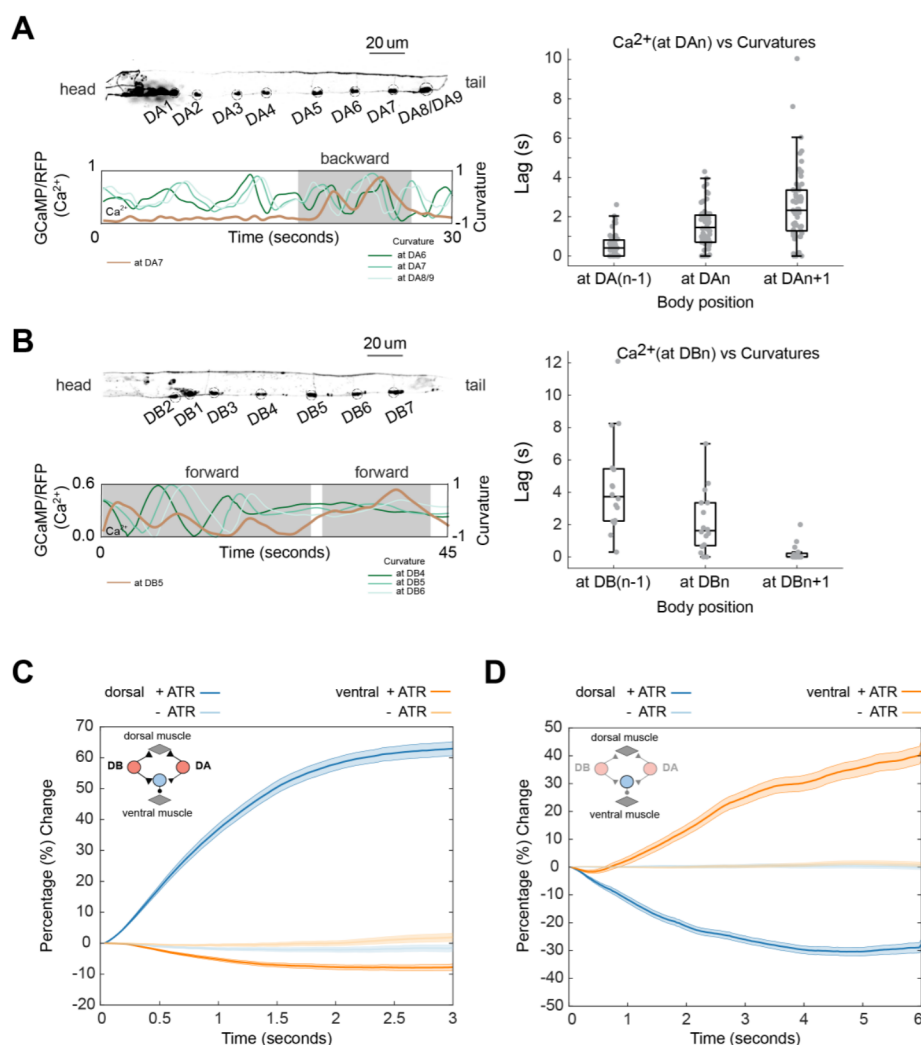 A
20 um
head
tail
DA1
DA2
DA3
DA4
DA5
DA6
DA7
DA8/DA9
backward
1
GCaMP/RFP
(Ca2+)
Ca2+
1
Curvature
-1
0
Time (seconds)
30
at DA7
Curvature
at DA6
at DA7
at DA8/9
Ca2+(at DAn) vs Curvatures
10
8
6
4
2
0
Lag (s)
at DA(n-1)
at DAn
at DAn+1
Body position
B
20 um
head
tail
DB2
DB1
DB3
DB4
DB5
DB6
DB7
forward
forward
0.6
GCaMP/RFP
(Ca2+)
Ca2+
0.0
1
Curvature
-1
0
Time (seconds)
45
at DB5
Curvature
at DB4
at DB5
at DB6
Ca2+(at DBn) vs Curvatures
12
10
8
6
4
2
0
Lag (s)
at DB(n-1)
at DBn
at DBn+1
Body position
C
dorsal + ATR
- ATR
ventral + ATR
- ATR
70
60
50
40
30
20
10
0
-10
-20
Percentage (%) Change
dorsal muscle
DB
DA
ventral muscle
0
0.5
1
1.5
2
2.5
3
Time (seconds)
D
dorsal + ATR
- ATR
ventral + ATR
- ATR
50
40
30
20
10
0
-10
-20
-30
-40
-50
Percentage (%) Change
dorsal muscle
DB
DA
ventral muscle
0
1
2
3
4
5
6
Time (seconds)